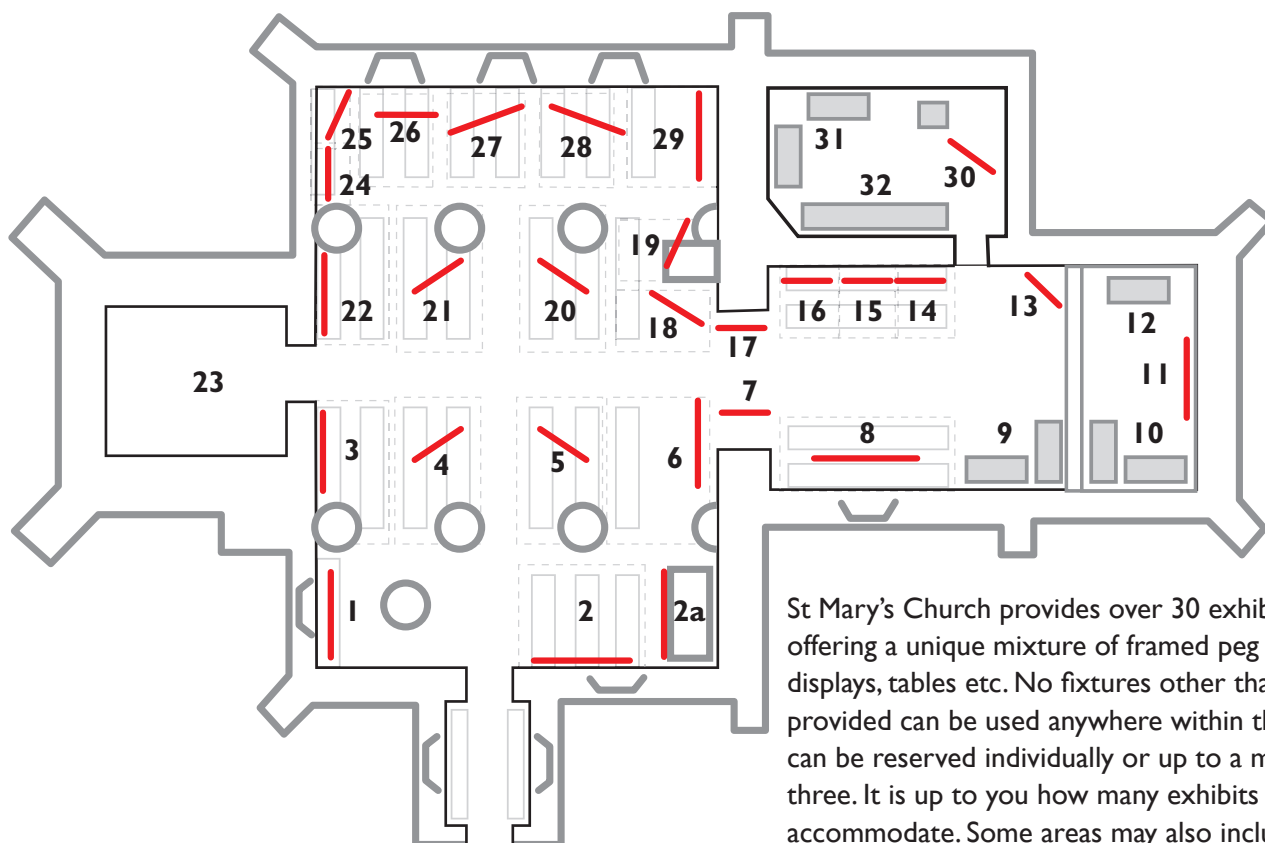 25 26 27 28 29
31
30
32
24
19
22 21 20 18 17
16 15 14 13 12
11
23
7
3 4 5 6 8 9 10
1 2 2a
St Mary’s Church provides over 30 exhib
offering a unique mixture of framed peg
displays, tables etc. No fixtures other tha
provided can be used anywhere within th
can be reserved individually or up to a m
three. It is up to you how many exhibits
accommodate. Some areas may also inclu